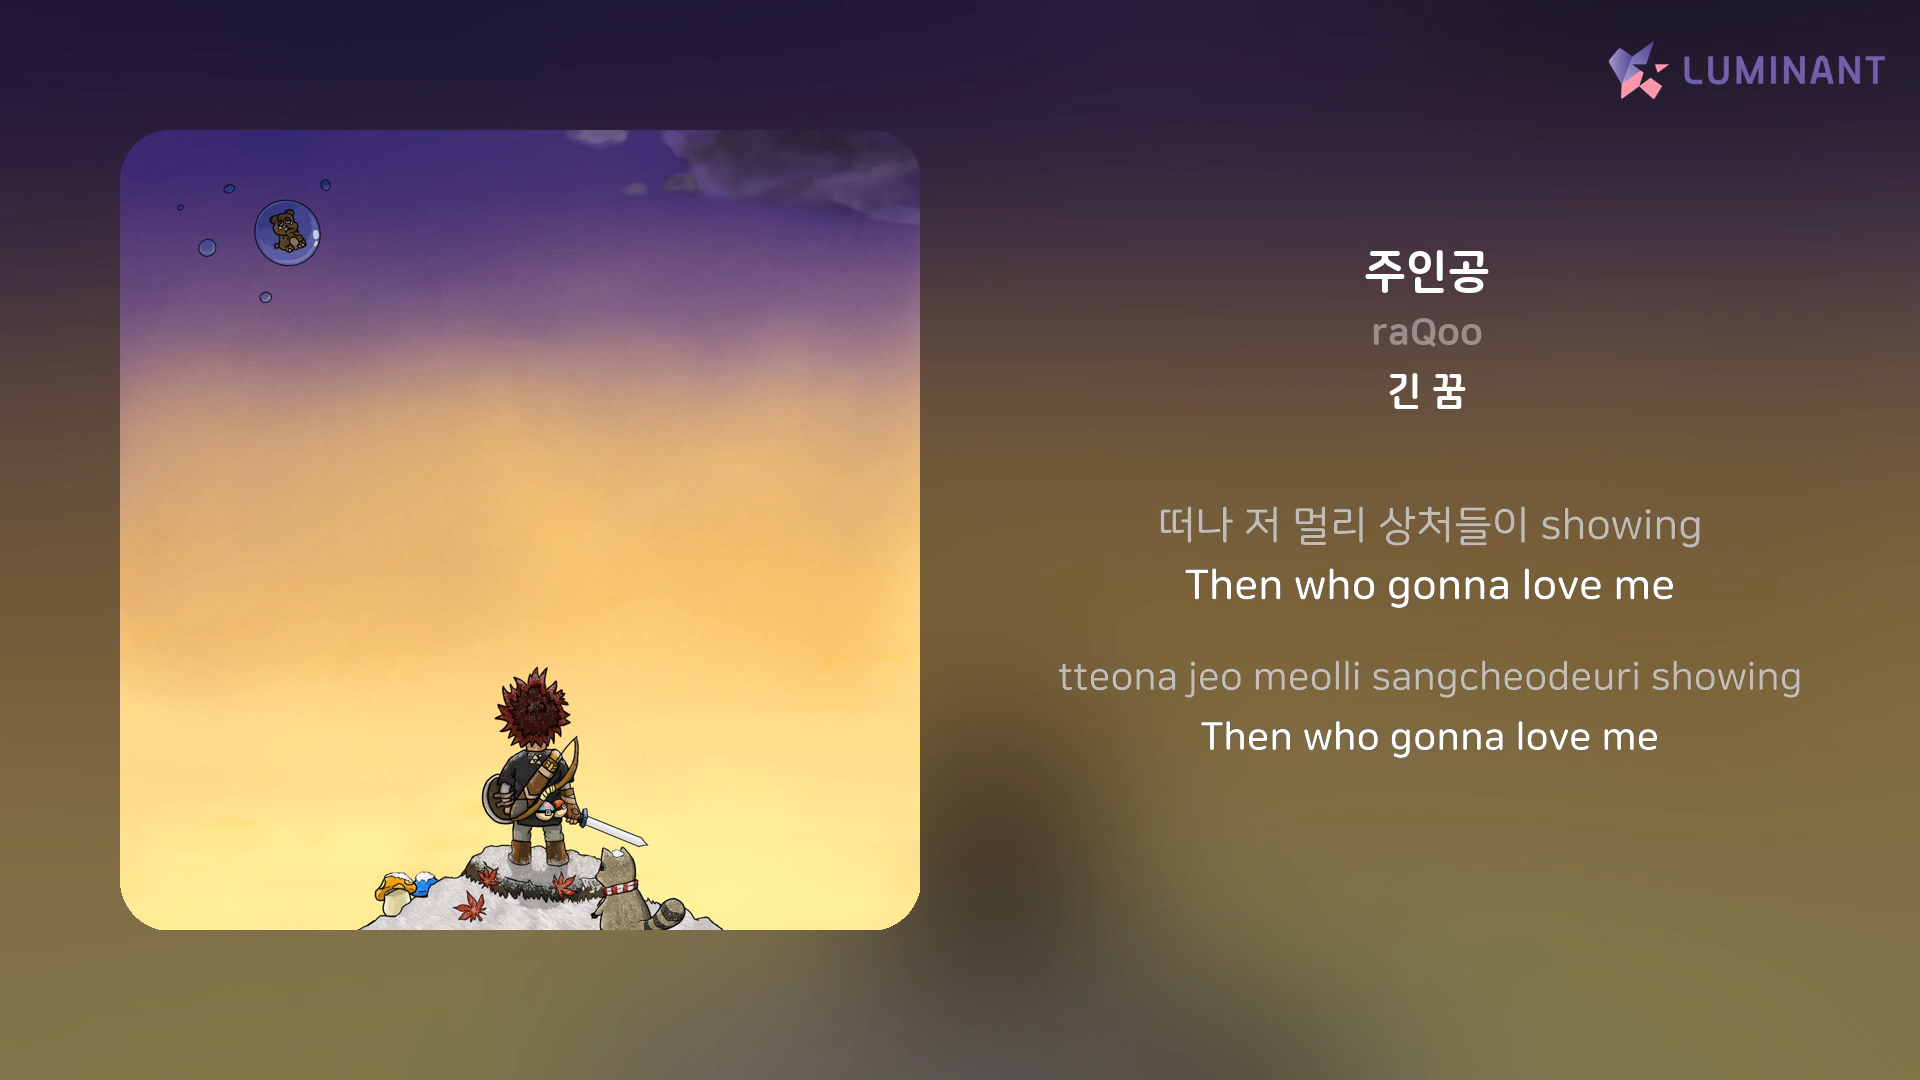 LUMINANT
주인공
raQoo
긴 꿈
떠나 저 멀리 상처들이 showing
Then who gonna love me
tteona jeo meolli sangcheodeuri showing
Then who gonna love me